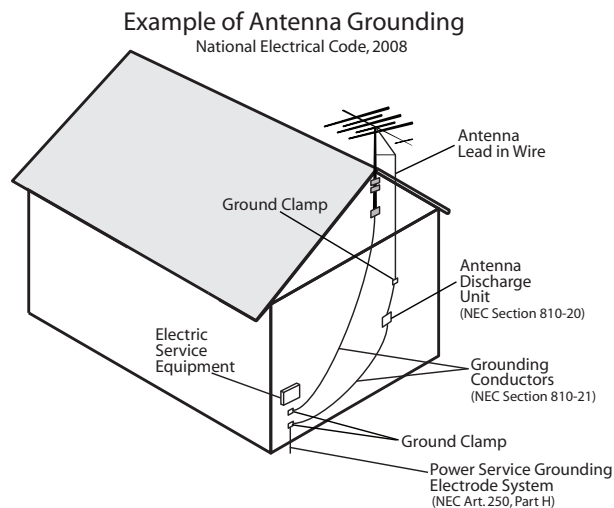 Example of Antenna Grounding
National Electrical Code, 2008
Antenna
Lead in Wire
Ground Clamp
Antenna
Discharge
Unit
(NEC Section 810-20)
Electric
Service
Equipment
Grounding
Conductors
(NEC Section 810-21)
Ground Clamp
Power Service Grounding
Electrode System
(NEC Art. 250, Part H)